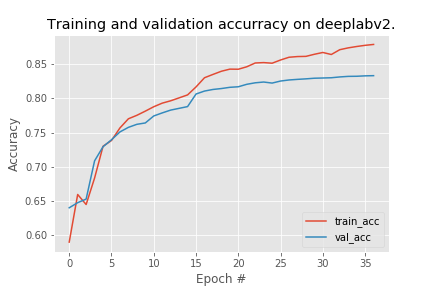 Training and validation accurracy on deeplabv2.
Accuracy
0.85
0.80
0.75
0.70
0.65
0.60
0 5 10 15 20 25 30 35
Epoch #
train_acc
val_acc